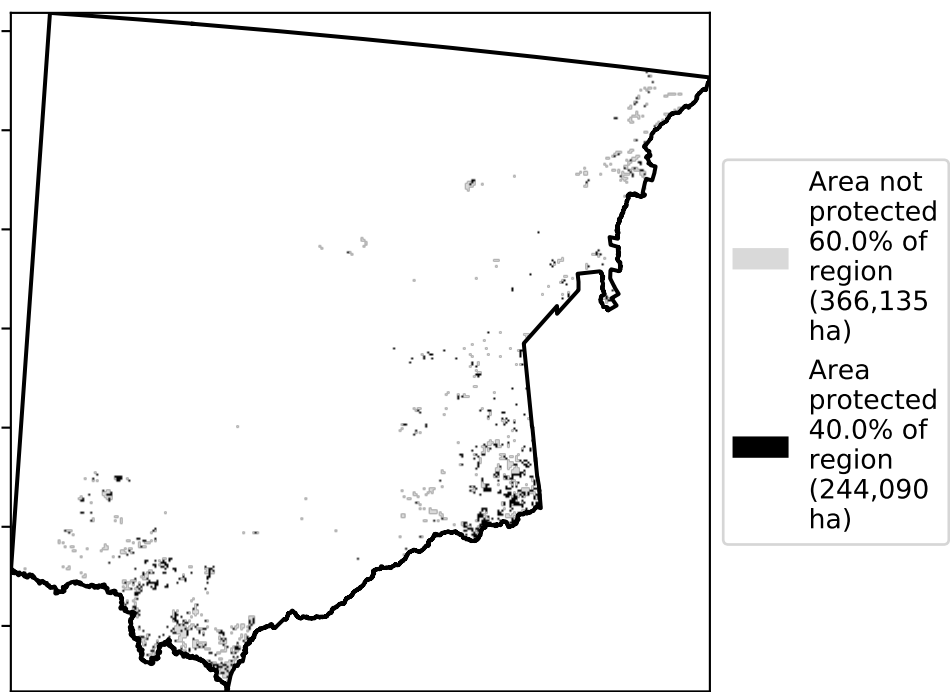 Area not
protected
60.0% of
region
(366,135
ha)
Area
protected
40.0% of
region
(244,090
ha)